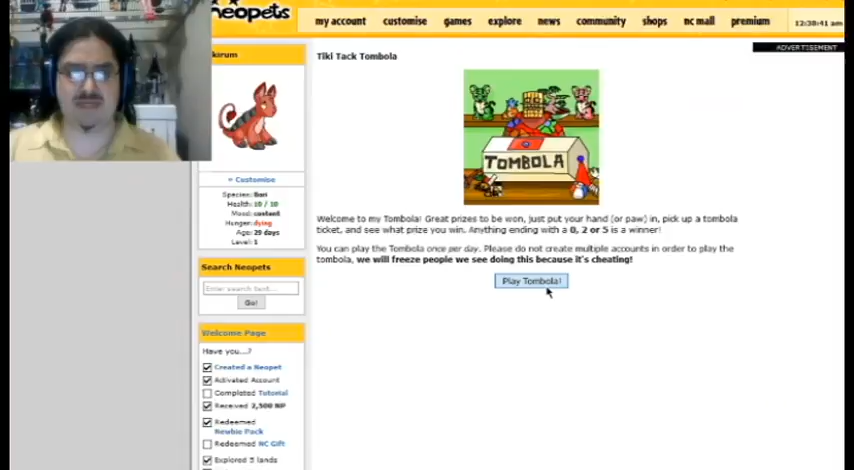 neopets
my account customise games explore news community shops nc mall premium 12:38:41 am
ADVERTISEMENT
kirum
» Customise
Species: Bori
Health: 10 / 10
Mood: content
Hunger: dying
Age: 29 days
Level: 1
Search Neopets
Enter search text...
Go!
Welcome Page
Have you...?
Created a Neopet
Activated Account
Completed Tutorial
Received 2,500 NP
Redeemed
Newbie Pack
Redeemed NC Gift
Explored 5 lands
Tiki Tack Tombola
TOMBOLA
Welcome to my Tombola! Great prizes to be won, just put your hand (or paw) in, pick up a tombola
ticket, and see what prize you win. Anything ending with a 0, 2 or 5 is a winner!
You can play the Tombola once per day. Please do not create multiple accounts in order to play the
tombola, we will freeze people we see doing this because it's cheating!
Play Tombola!